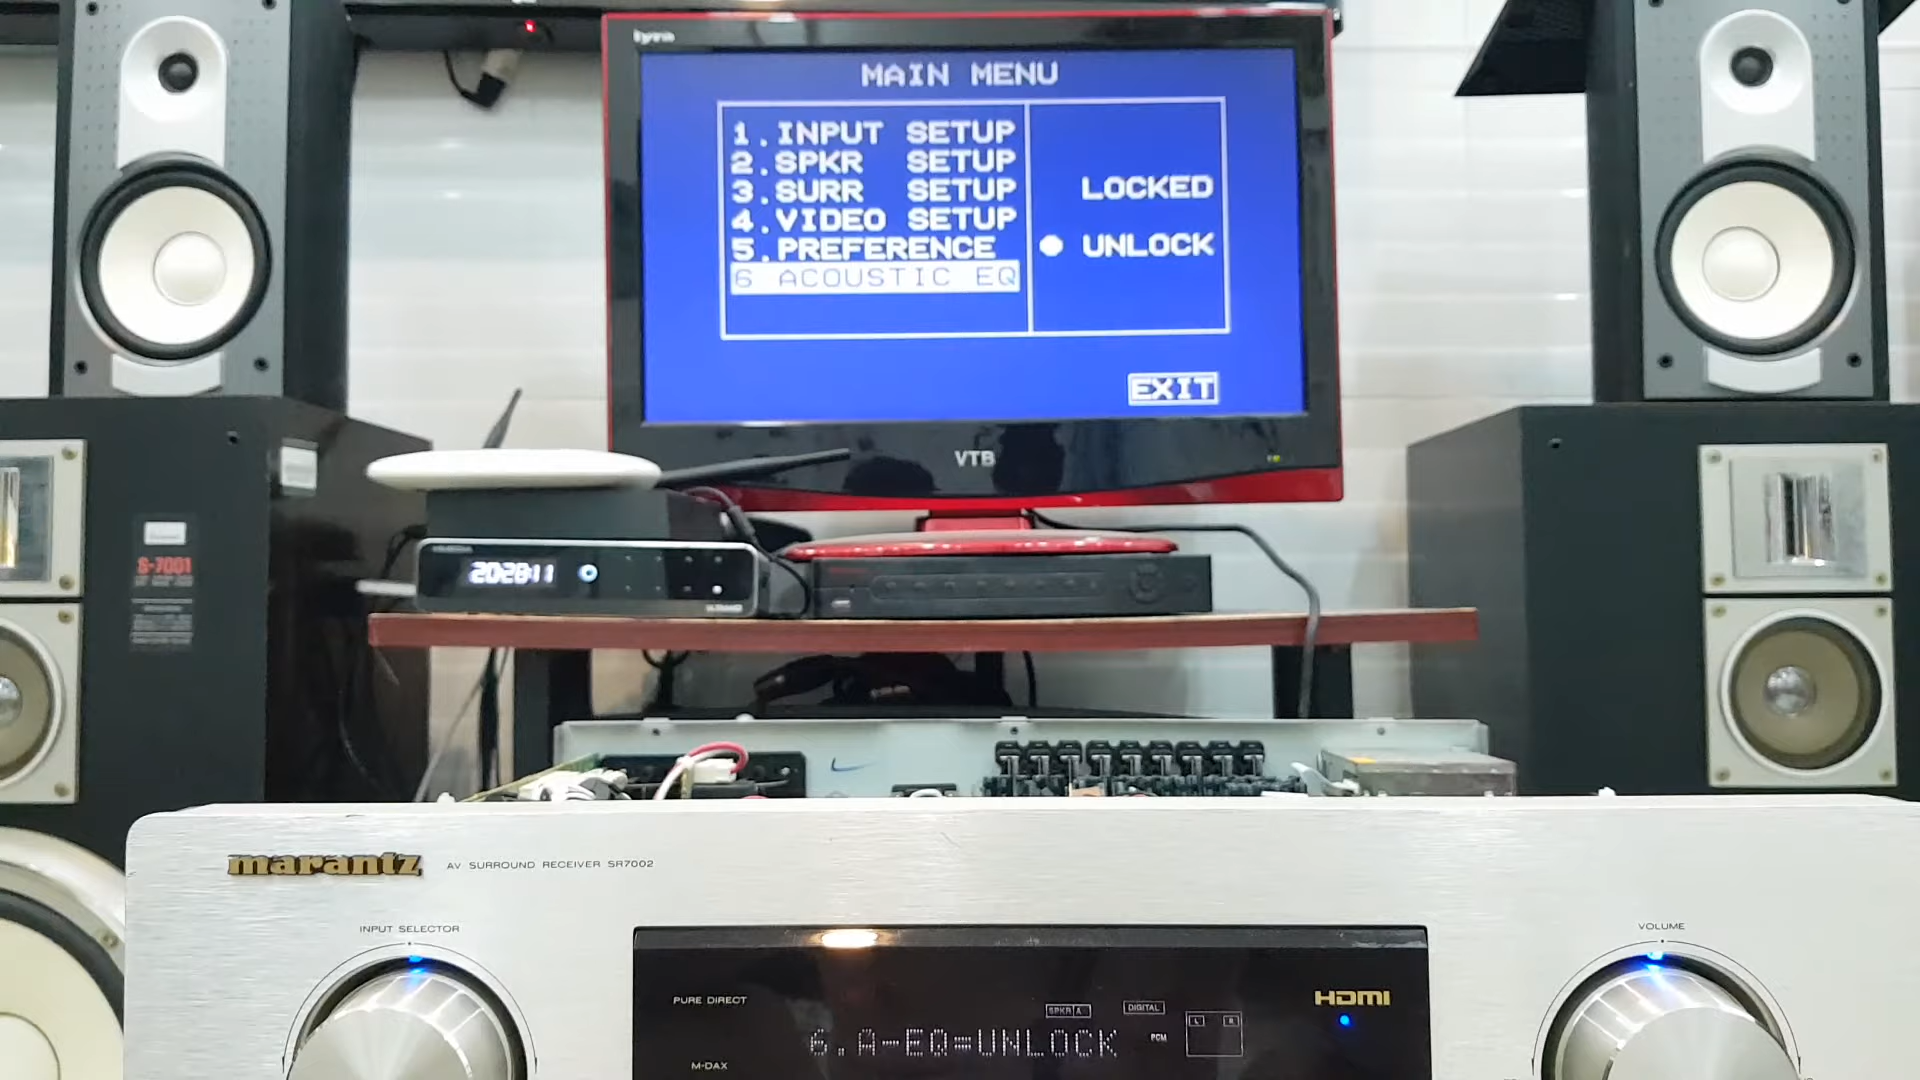 lyra
MAIN MENU
1.INPUT SETUP
2.SPKR SETUP
3.SURR SETUP
4.VIDEO SETUP
5.PREFERENCE
6 ACOUSTIC EQ
LOCKED
UNLOCK
EXIT
VTB
S-7001
202811
marantz AV SURROUND RECEIVER SR7002
INPUT SELECTOR
VOLUME
PURE DIRECT
SPKR A
DIGITAL
HDMI
L R
6.A-EQ=UNLOCK
PCM
M-DAX